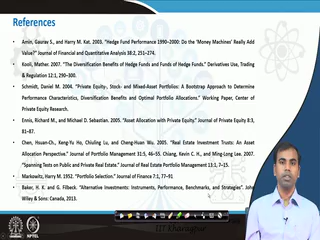 References
• Amin, Gaurav S., and Harry M. Kat. 2003. "Hedge Fund Performance 1990–2000: Do the 'Money Machines' Really Add
Value?" Journal of Financial and Quantitative Analysis 38:2, 251–274.
• Kooli, Maher. 2007. "The Diversification Benefits of Hedge Funds and Funds of Hedge Funds." Derivatives Use, Trading
& Regulation 12:1, 290–300.
• Schmidt, Daniel M. 2004. "Private Equity-, Stock- and Mixed Asset-Portfolios: A Bootstrap Approach to Determine
Performance Characteristics, Diversification Benefits and Optimal Portfolio Allocations." Working Paper, Center of
Private Equity Research.
• Ennis, Richard M., and Michael D. Sebastian. 2005. "Asset Allocation with Private Equity." Journal of Private Equity 8:3,
81–87.
• Chen, Hsuan-Ch, Keng-Yu Ho, Chiuling Lu, and Cheng-Huan Wu. 2005. "Real Estate Investment Trusts: An Asset
Allocation Perspective." Journal of Portfolio Management 31:5, 46–55. Chiang, Kevin C. H., and Ming-Long Lee. 2007.
"Spanning Tests on Public and Private Real Estate." Journal of Real Estate Portfolio Management 13:1, 7–15.
• Markowitz, Harry M. 1952. "Portfolio Selection." Journal of Finance 7:1, 77–91
• Baker, H. K. and G. Filbeck. "Alternative Investments: Instruments, Performance, Benchmarks, and Strategies". John
Wiley & Sons: Canada, 2013.
IIT Kharagpur
NPTEL